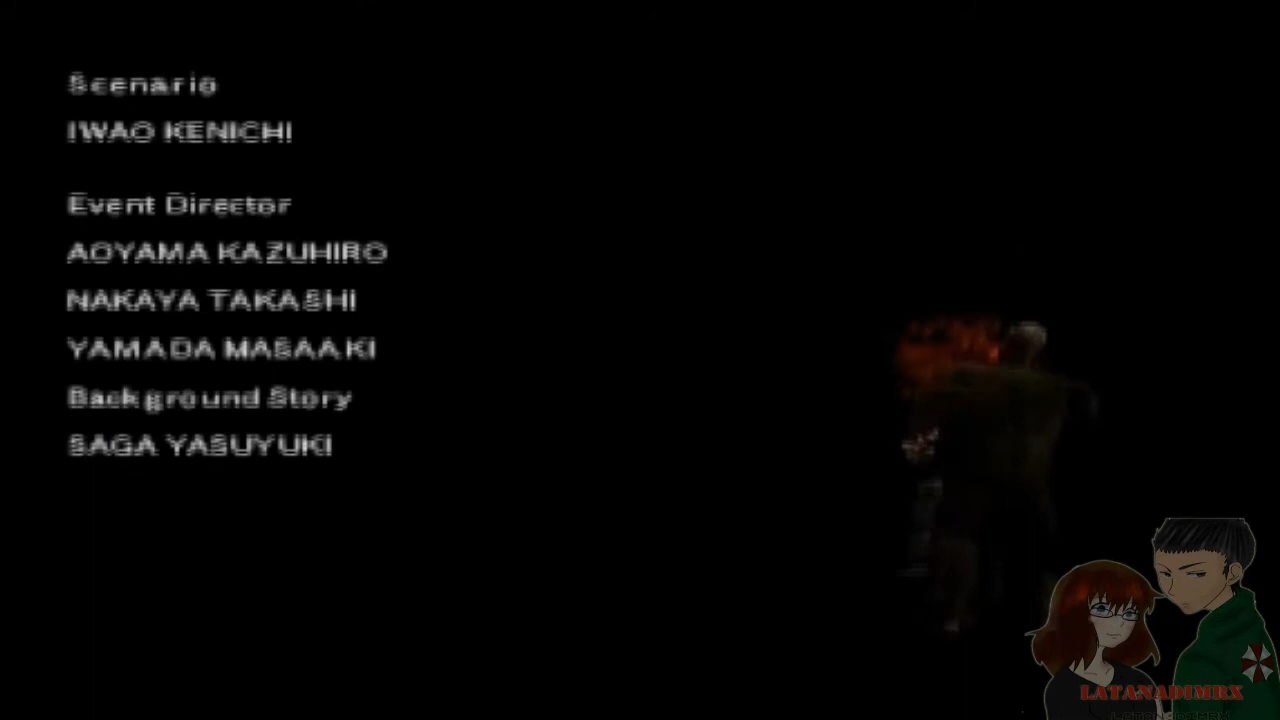 Scenario
IWAO KENICHI
Event Director
AOYAMA KAZUHIRO
NAKAYA TAKASHI
YAMADA MASAAKI
Background Story
SAGA YASUYUKI
LATANADIMRX